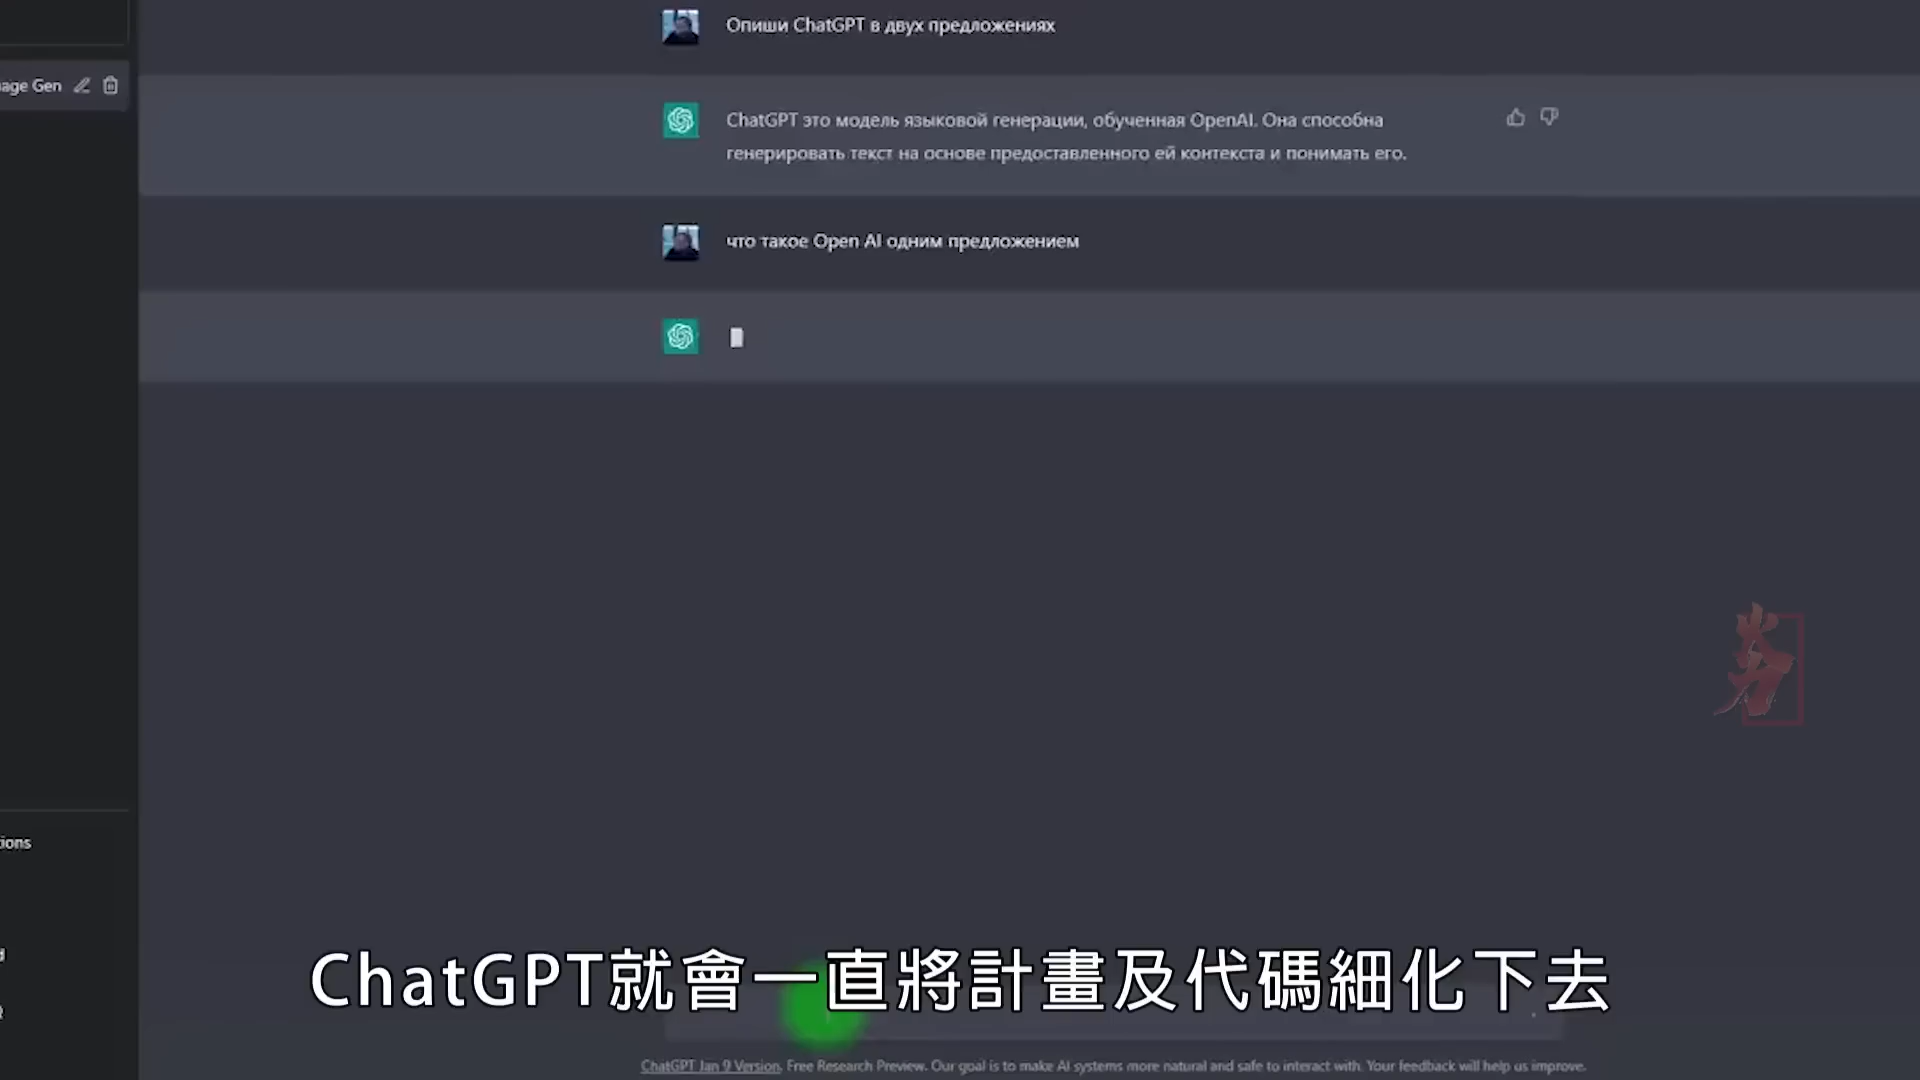 Опиши ChatGPT в двух предложениях
age Gen
ChatGPT это модель языковой генерации, обученная OpenAI. Она способна
генерировать текст на основе предоставленного ей контекста и понимать его.
что такое Open AI одним предложением
ChatGPT就會一直將計畫及代碼細化下去
ChatGPT Jan 9 Version. Free Research Preview. Our goal is to make AI systems more natural and safe to interact with. Your feedback will help us improve.